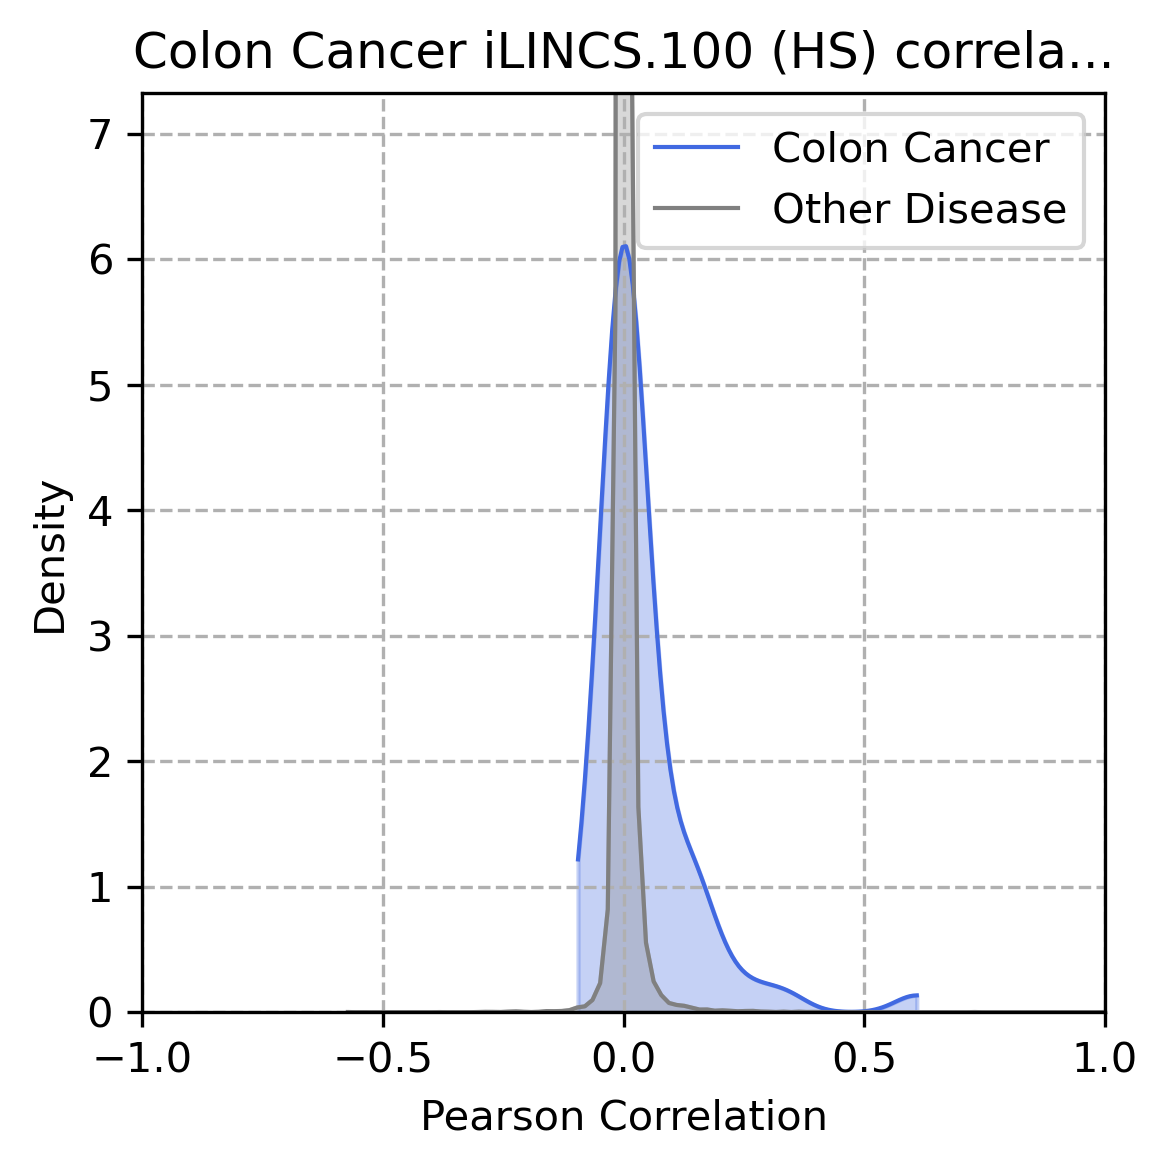 Colon Cancer iLINCS.100 (HS) correla...
Colon Cancer
Other Disease
7
6
5
4
3
2
1
0
Density
−1.0
−0.5
0.0
0.5
1.0
Pearson Correlation